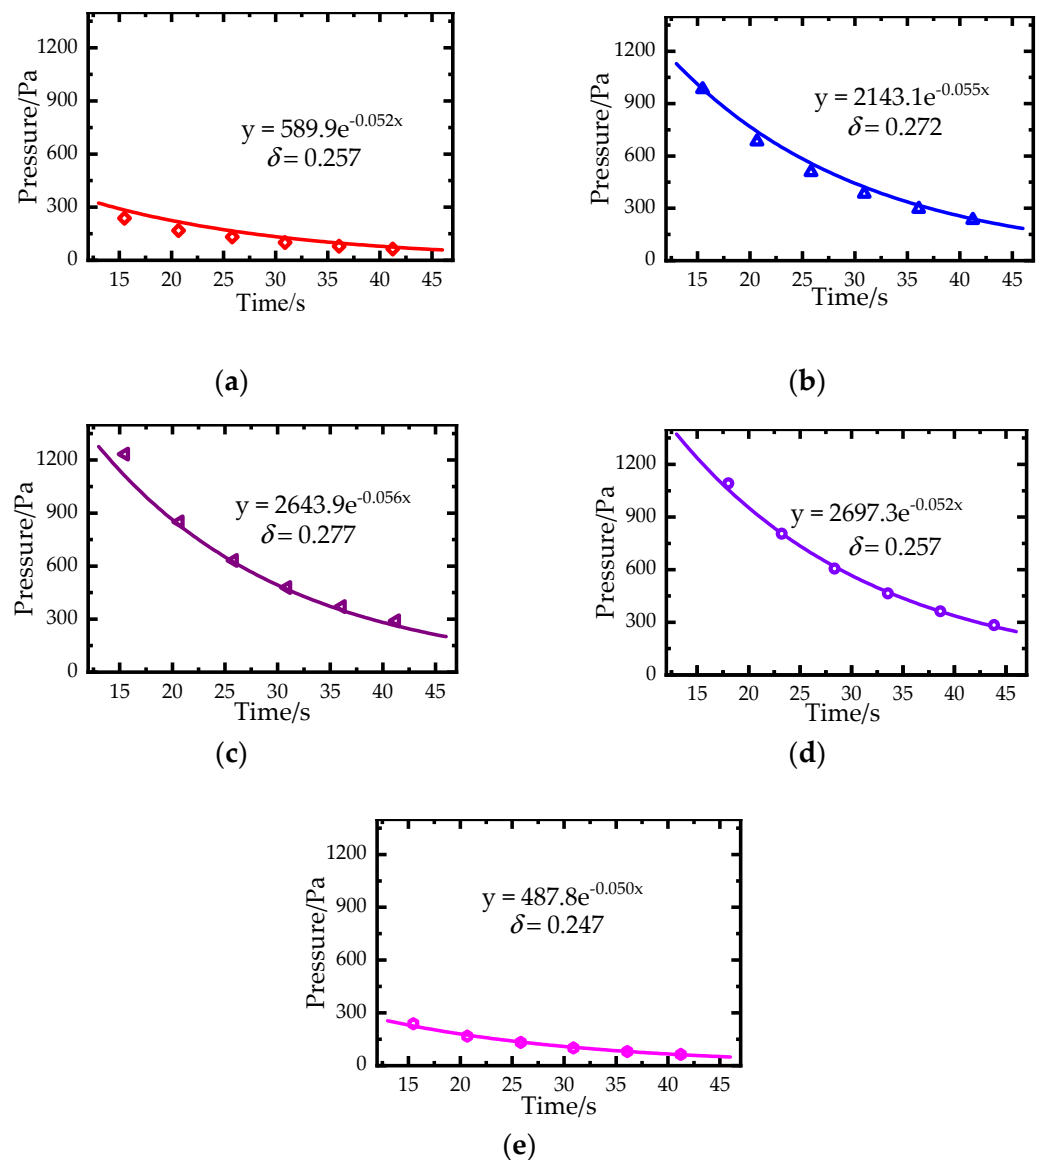 1200
900
600
300
0
Pressure/Pa
y = 589.9e^-0.052x
δ = 0.257
15 20 25 30 35 40 45
Time/s
(a)
1200
900
600
300
0
Pressure/Pa
y = 2143.1e^-0.055x
δ = 0.272
15 20 25 30 35 40 45
Time/s
(b)
1200
900
600
300
0
Pressure/Pa
y = 2643.9e^-0.056x
δ = 0.277
15 20 25 30 35 40 45
Time/s
(c)
1200
900
600
300
0
Pressure/Pa
y = 2697.3e^-0.052x
δ = 0.257
15 20 25 30 35 40 45
Time/s
(d)
1200
900
600
300
0
Pressure/Pa
y = 487.8e^-0.050x
δ = 0.247
15 20 25 30 35 40 45
Time/s
(e)